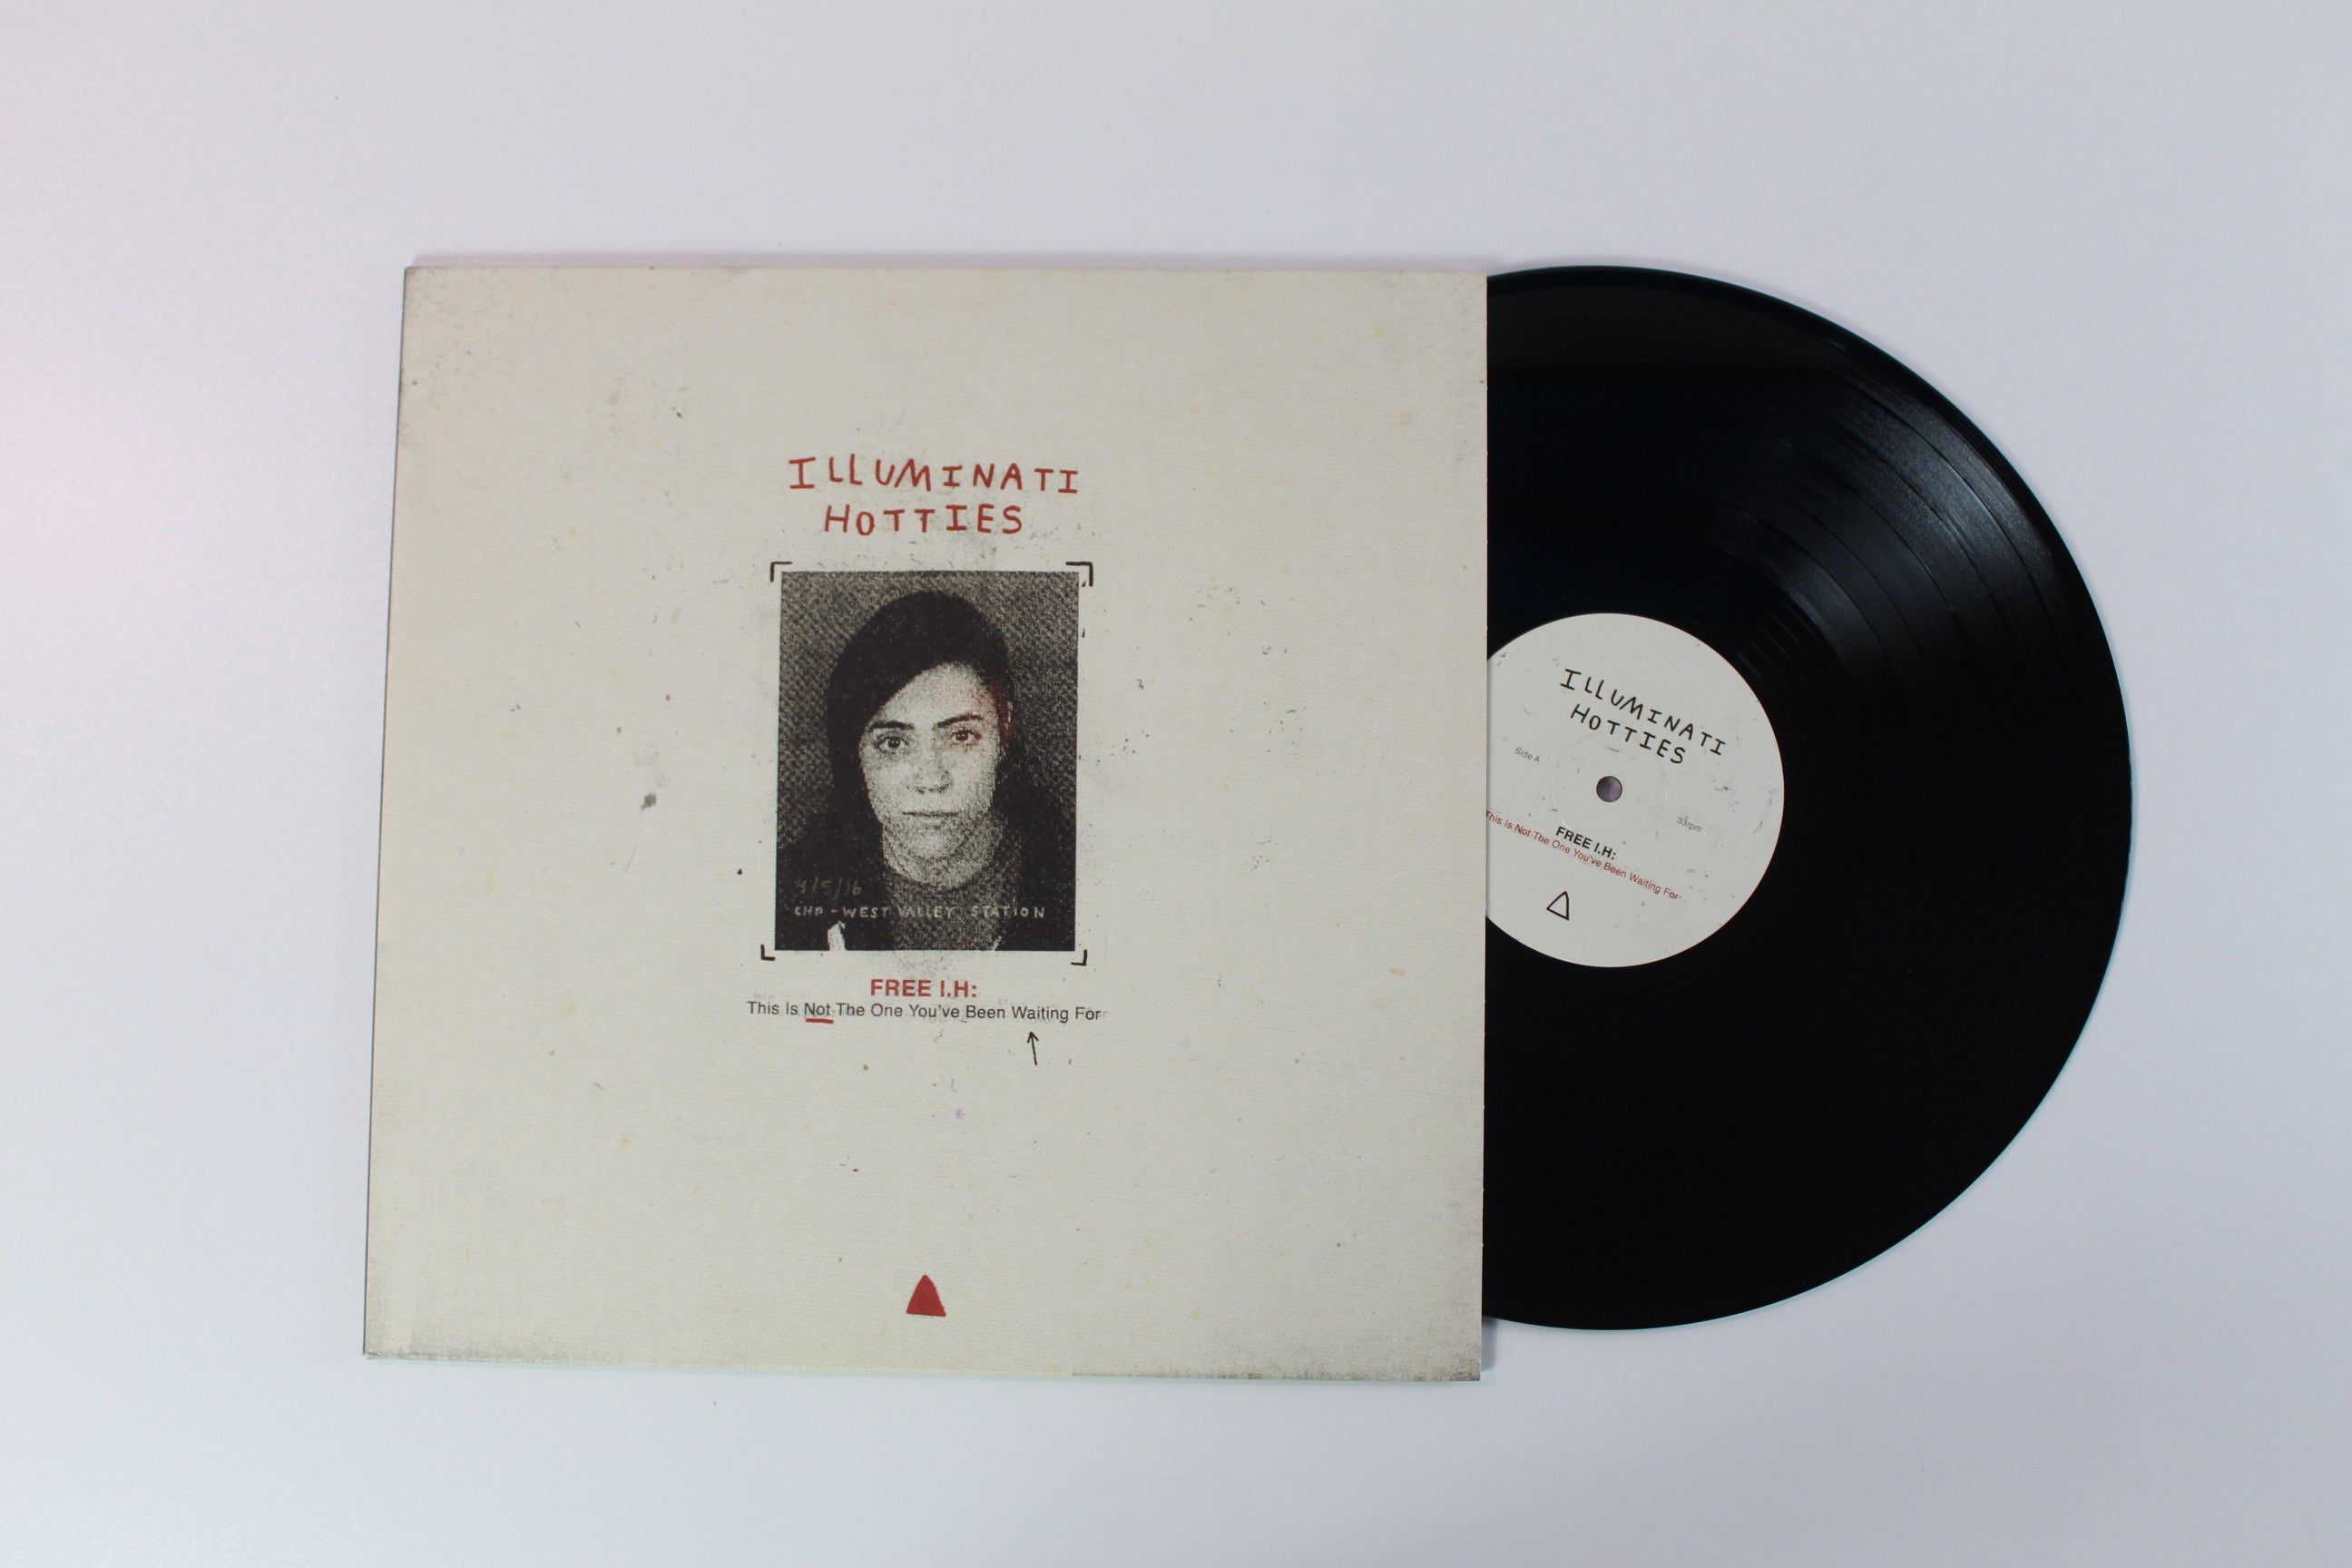 ILLUMINATI
HOTTIES
4/5/16
CHP - WEST VALLEY STATION
FREE I.H:
This Is Not The One You've Been Waiting For
ILLUMINATI
HOTTIES
Side A
33rpm
FREE I.H:
This Is Not The One You've Been Waiting For